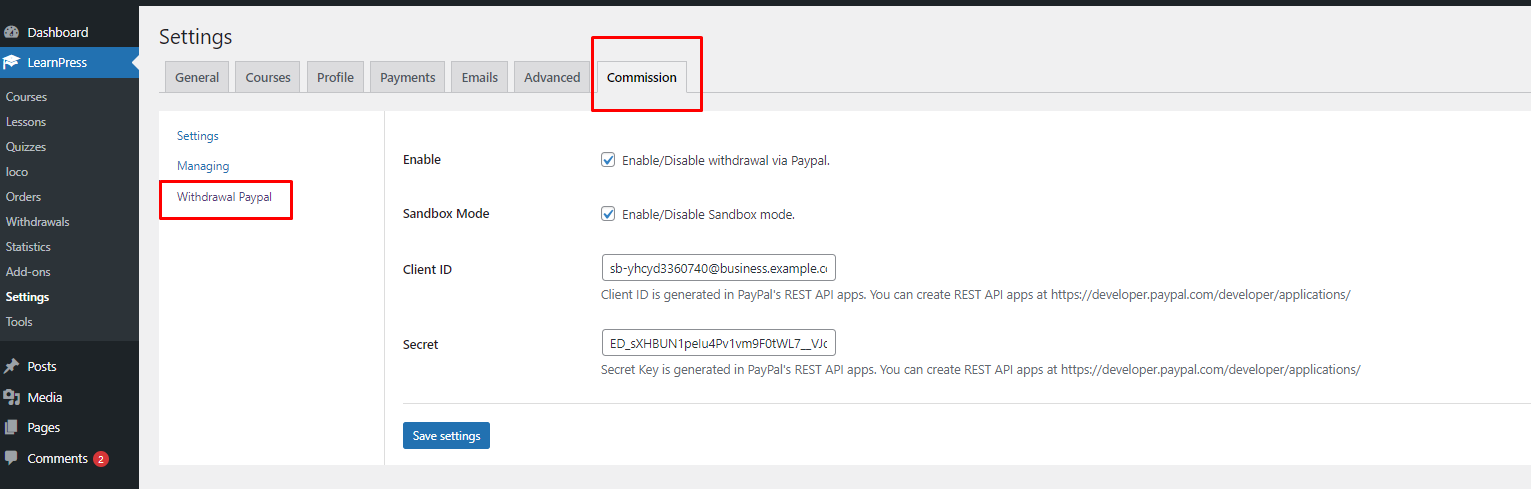 Dashboard
LearnPress
Courses
Lessons
Quizzes
loco
Orders
Withdrawals
Statistics
Add-ons
Settings
Tools
Posts
Media
Pages
Comments 2
Settings
General Courses Profile Payments Emails Advanced Commission
Settings
Managing
Withdrawal Paypal
Enable
Enable/Disable withdrawal via Paypal.
Sandbox Mode
Enable/Disable Sandbox mode.
Client ID
sb-yhcyd3360740@business.example.co
Client ID is generated in PayPal's REST API apps. You can create REST API apps at https://developer.paypal.com/developer/applications/
Secret
Secret Key is generated in PayPal's REST API apps. You can create REST API apps at https://developer.paypal.com/developer/applications/
Save settings